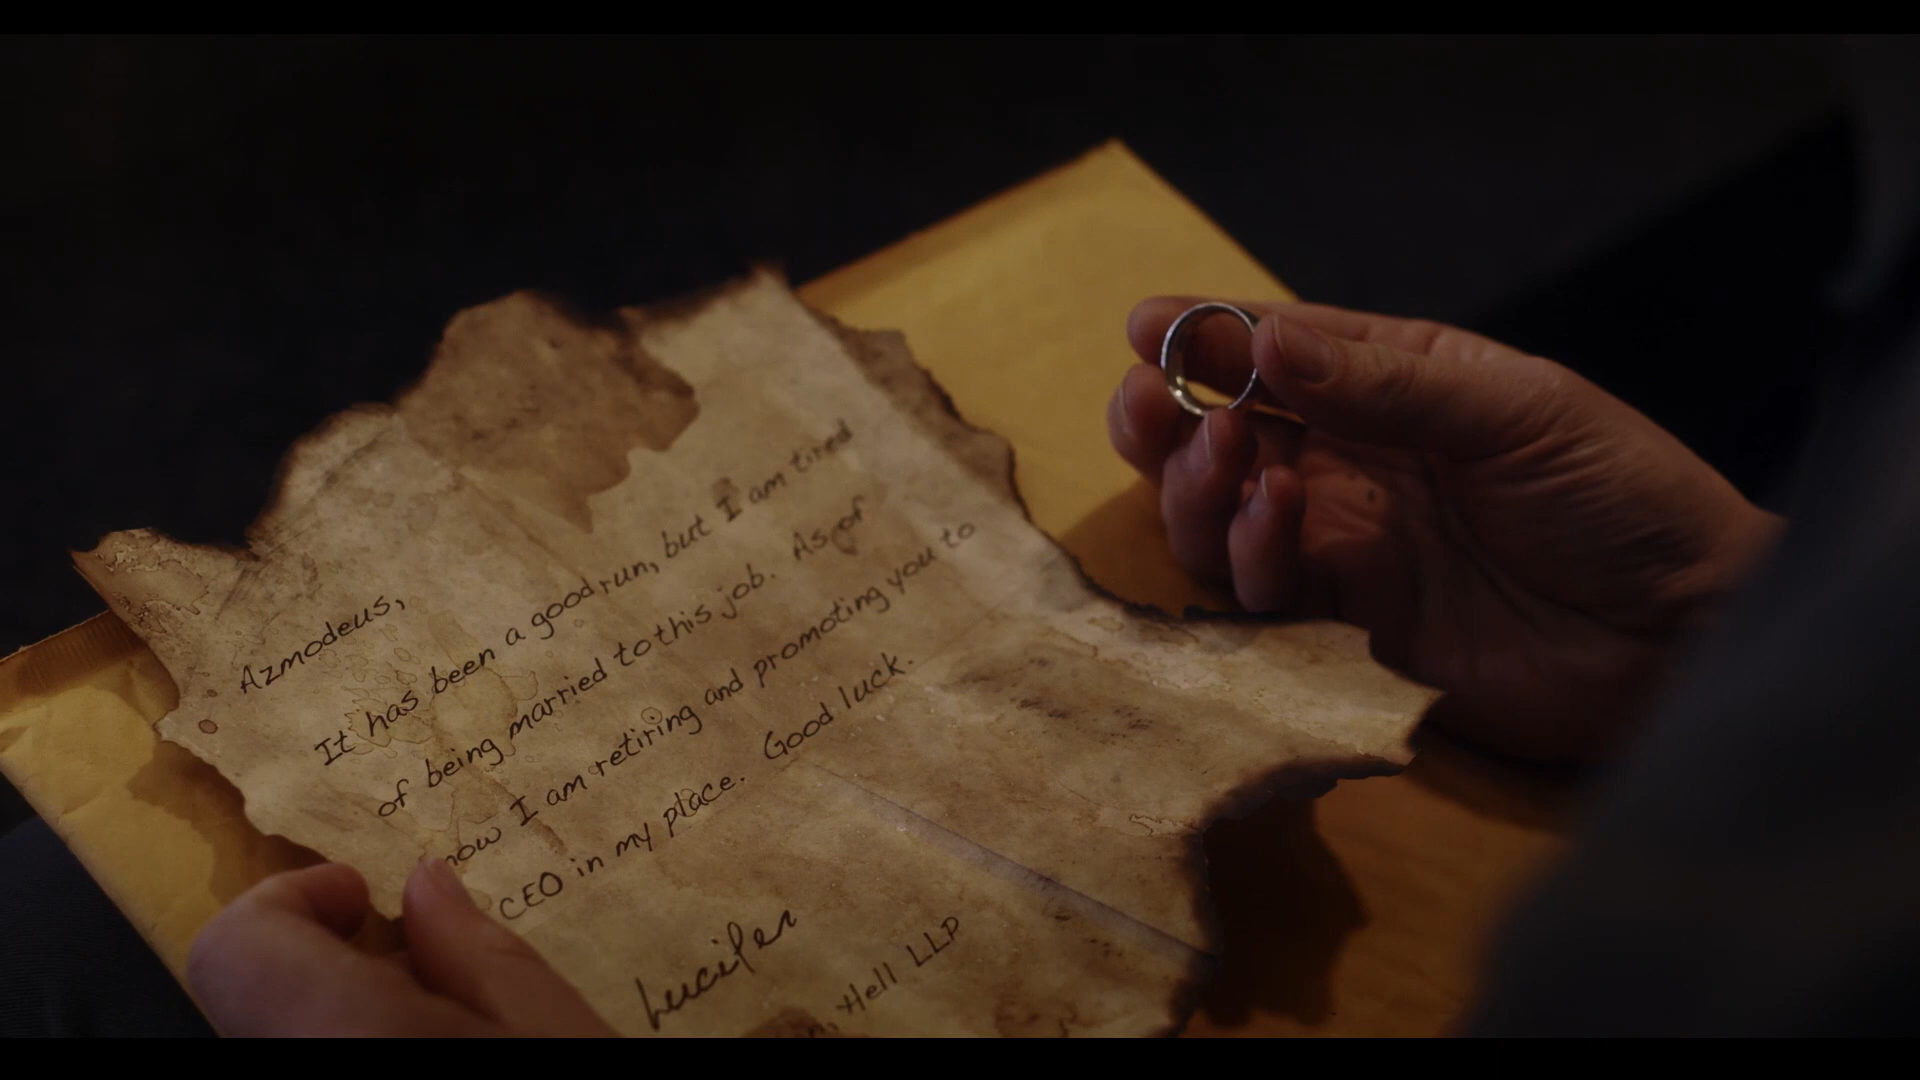 Azmodeus,
It has been a good run, but I am tired
of being married to this job. As of
now I am retiring and promoting you to
CEO in my place. Good luck.
Lucifer
Hell LLP